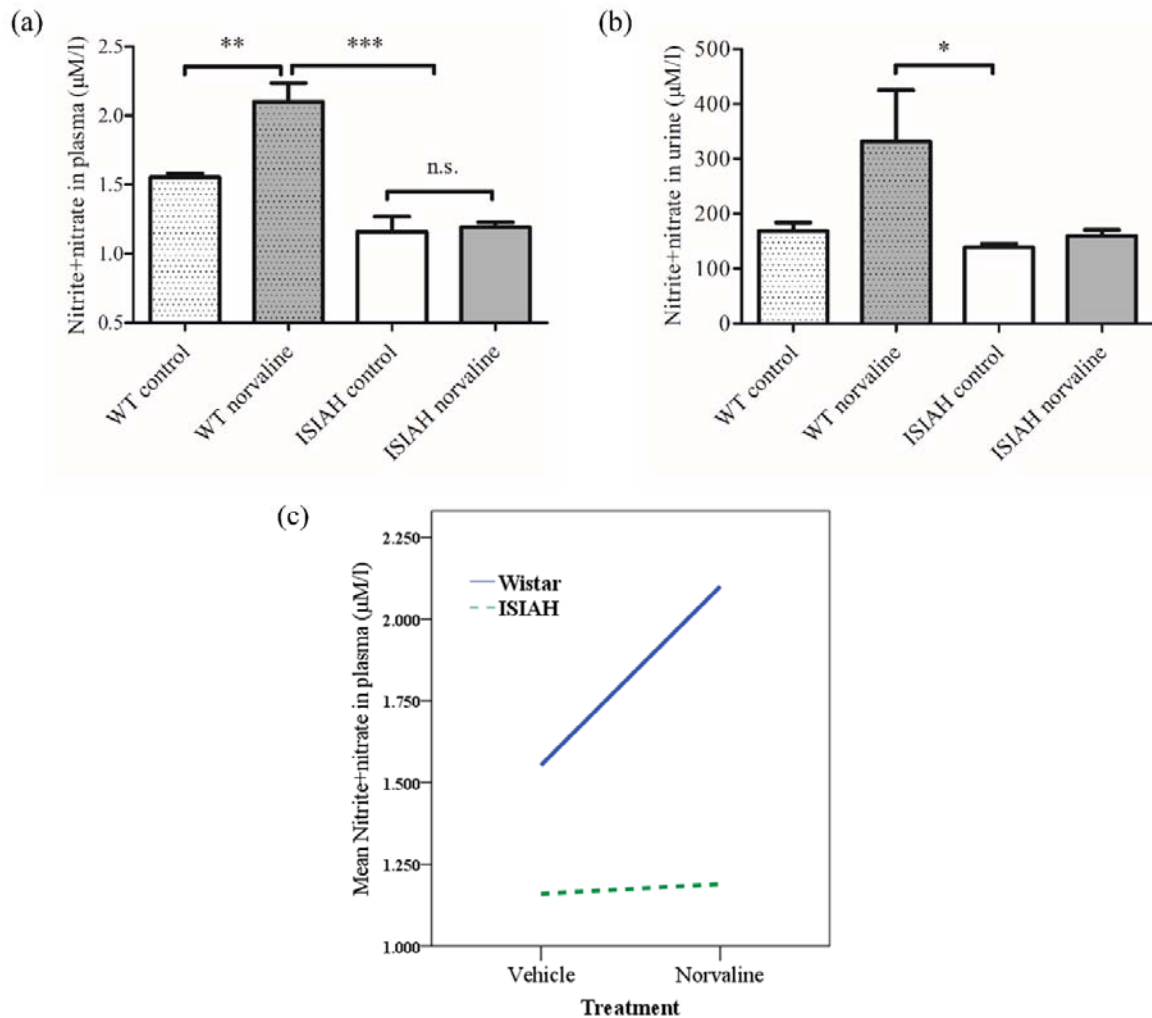 (a)
** ***
2.5
2.0
1.5
1.0
0.5
Nitrite+nitrate in plasma (μM/l)
n.s.
WT control
WT norvaline
ISIAH control
ISIAH norvaline
(b)
*
500
400
300
200
100
0
Nitrite+nitrate in urine (μM/l)
WT control
WT norvaline
ISIAH control
ISIAH norvaline
(c)
2.250
2.000
1.750
1.500
1.250
1.000
Mean Nitrite+nitrate in plasma (μM/l)
Wistar
ISIAH
Vehicle Norvaline
Treatment